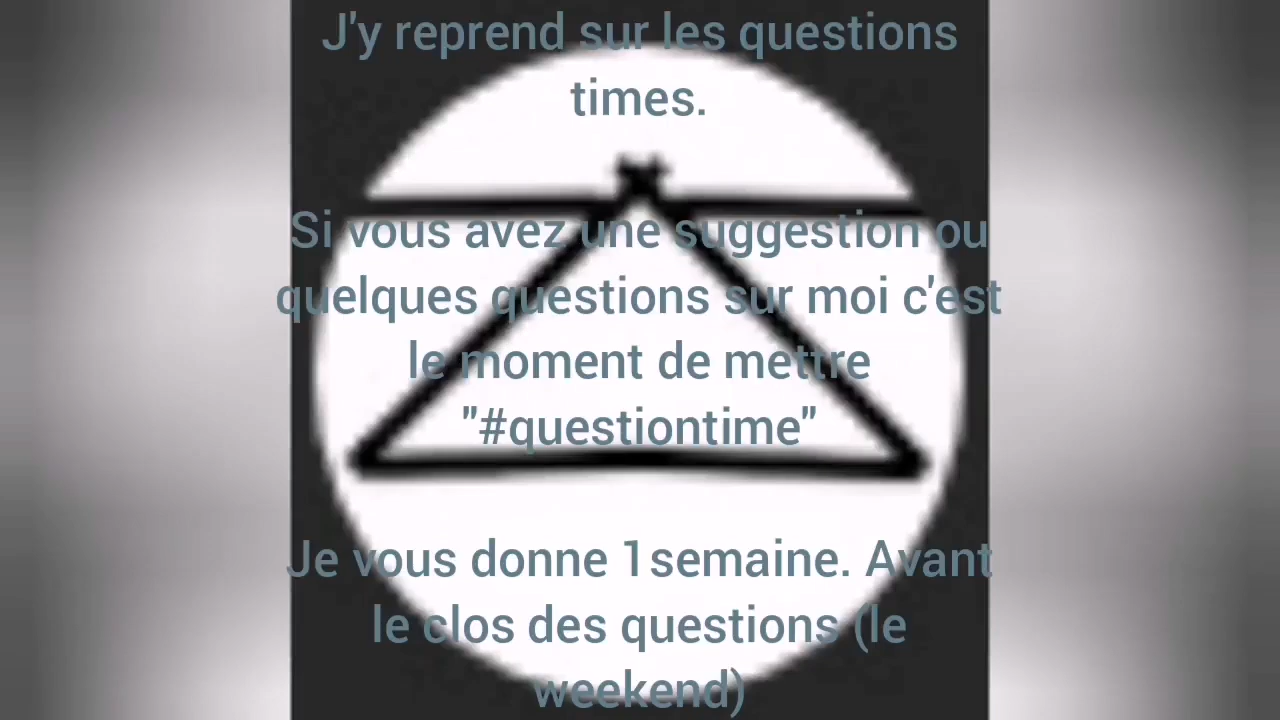 J'y reprend sur les questions
times.
Si vous avez une suggestion ou
quelques questions sur moi c'est
le moment de mettre
"#questiontime"
Je vous donne 1semaine. Avant
le clos des questions (le
weekend)